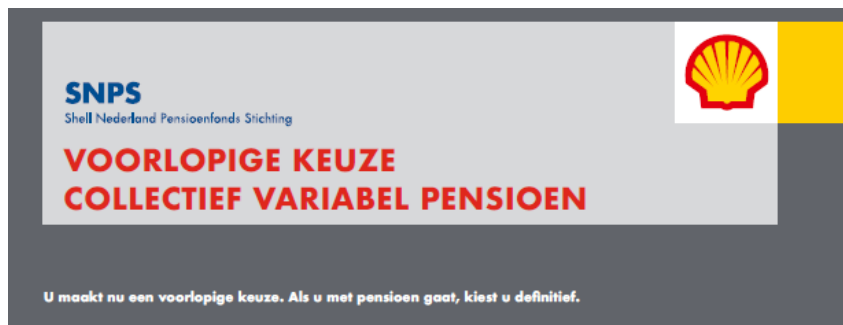 SNPS
Shell Nederland Pensioenfonds Stichting
VOORLOPIGE KEUZE
COLLECTIEF VARIABEL PENSIOEN
U maakt nu een voorlopige keuze. Als u met pensioen gaat, kiest u definitief.